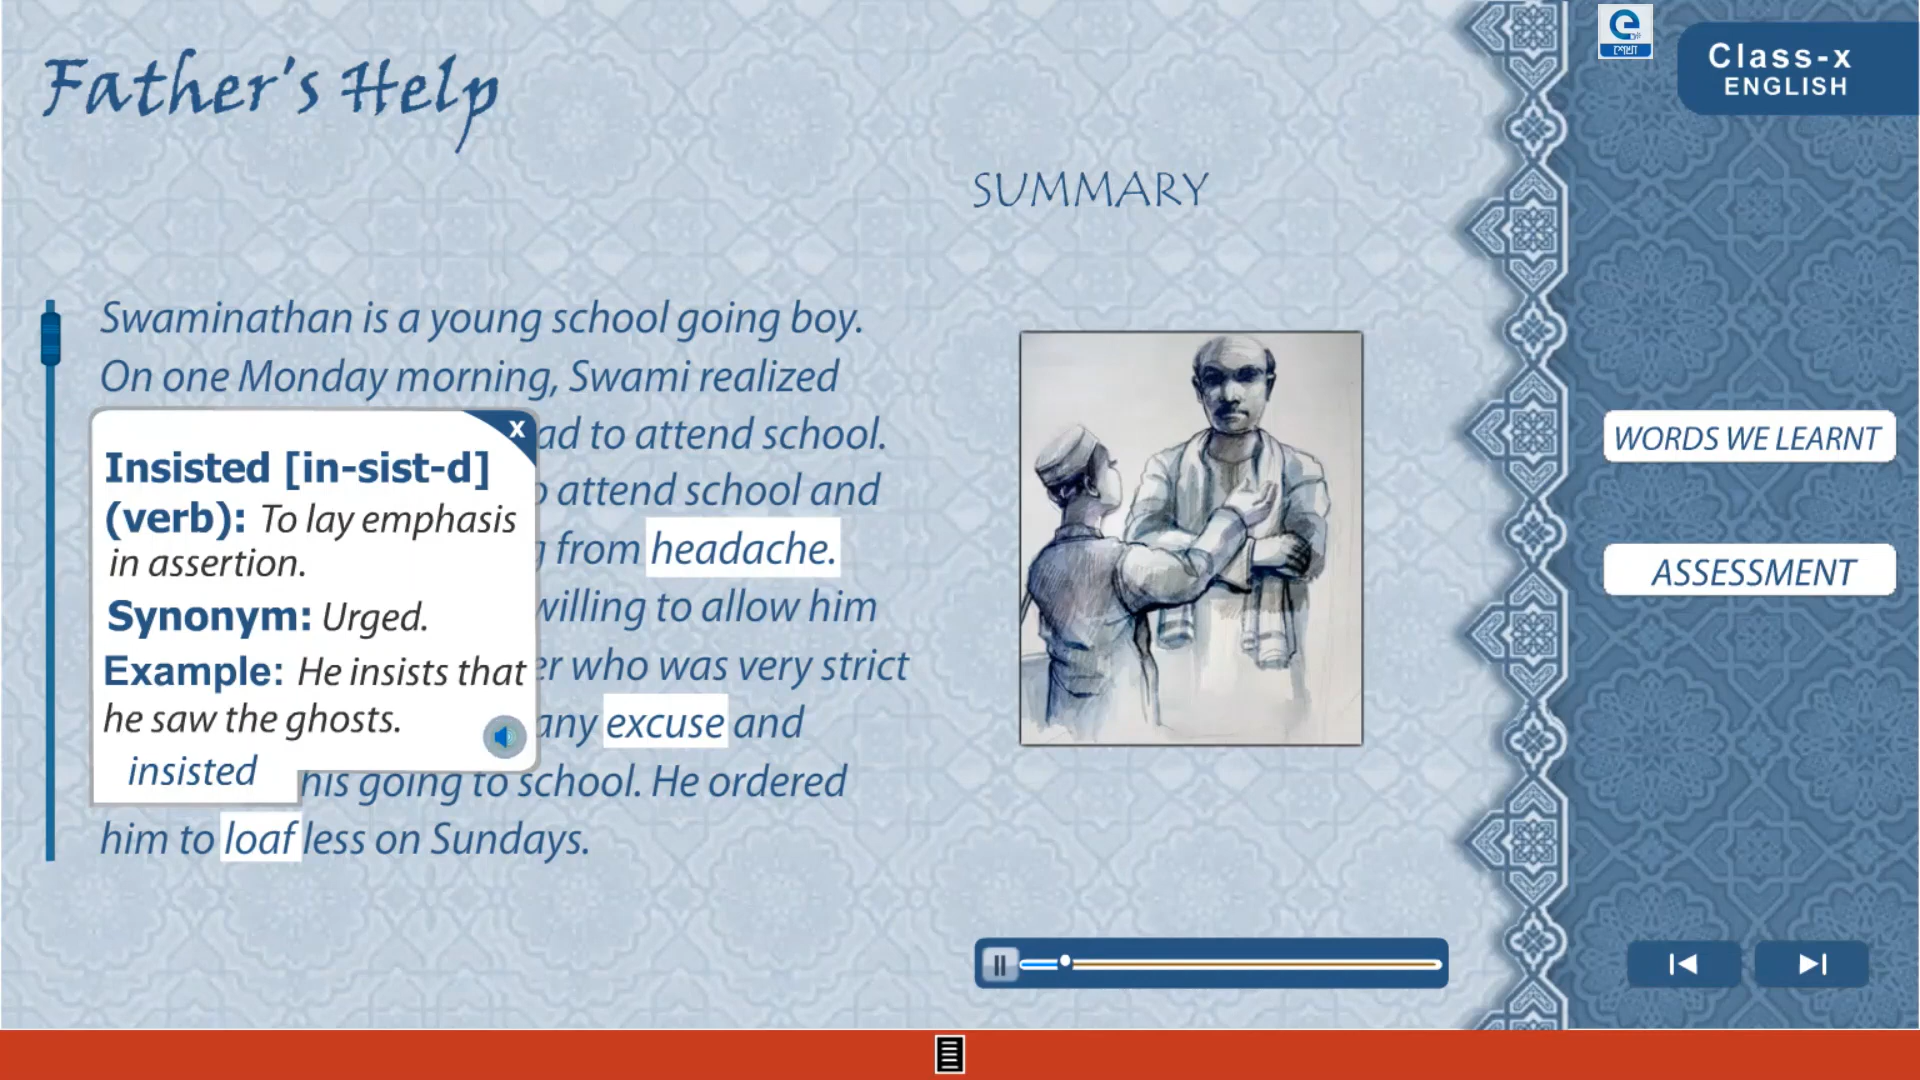 Father's Help
Class-x
ENGLISH
শেখা
SUMMARY
Swaminathan is a young school going boy.
On one Monday morning, Swami realized
ad to attend school.
o attend school and
from headache.
willing to allow him
er who was very strict
any excuse and
his going to school. He ordered
him to loaf less on Sundays.
x
Insisted [in-sist-d]
(verb): To lay emphasis
in assertion.
Synonym: Urged.
Example: He insists that
he saw the ghosts.
insisted
WORDS WE LEARNT
ASSESSMENT